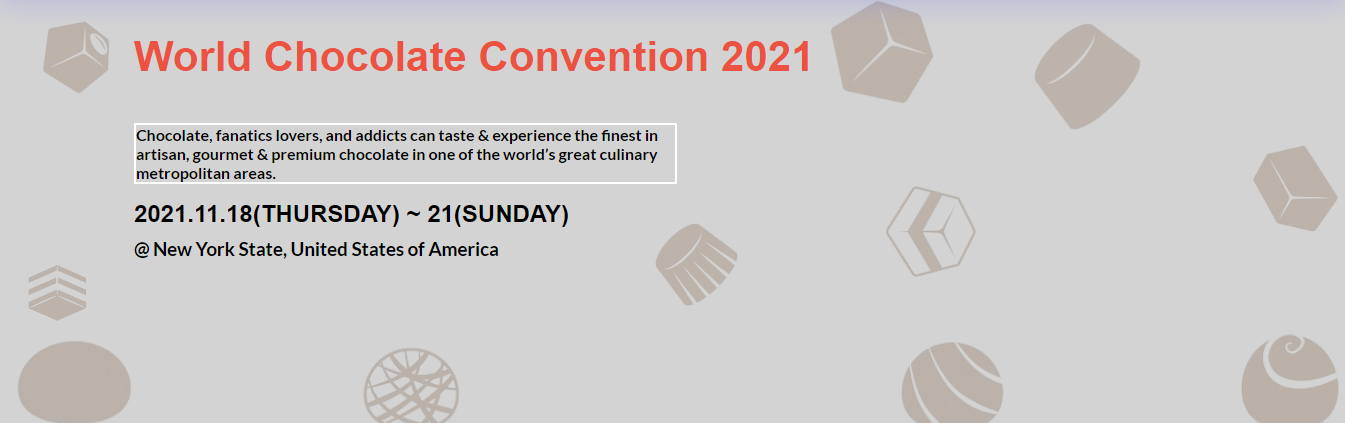 World Chocolate Convention 2021
Chocolate, fanatics lovers, and addicts can taste & experience the finest in
artisan, gourmet & premium chocolate in one of the world's great culinary
metropolitan areas.
2021.11.18(THURSDAY) ~ 21(SUNDAY)
@ New York State, United States of America